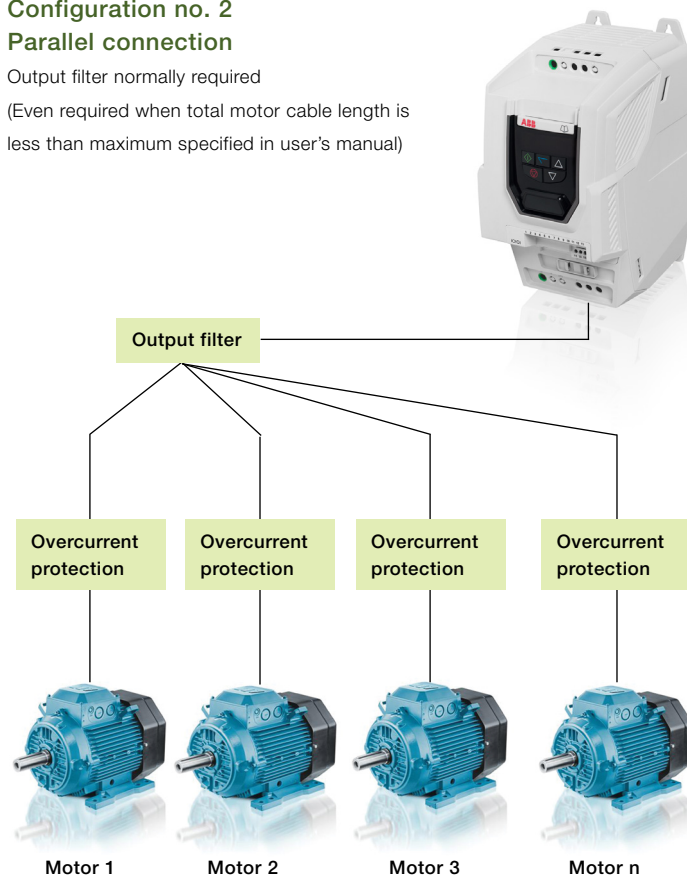 Configuration no. 2
Parallel connection
Output filter normally required
(Even required when total motor cable length is
less than maximum specified in user's manual)
ABB
Output filter
Overcurrent
protection
Overcurrent
protection
Overcurrent
protection
Overcurrent
protection
Motor 1
Motor 2
Motor 3
Motor n